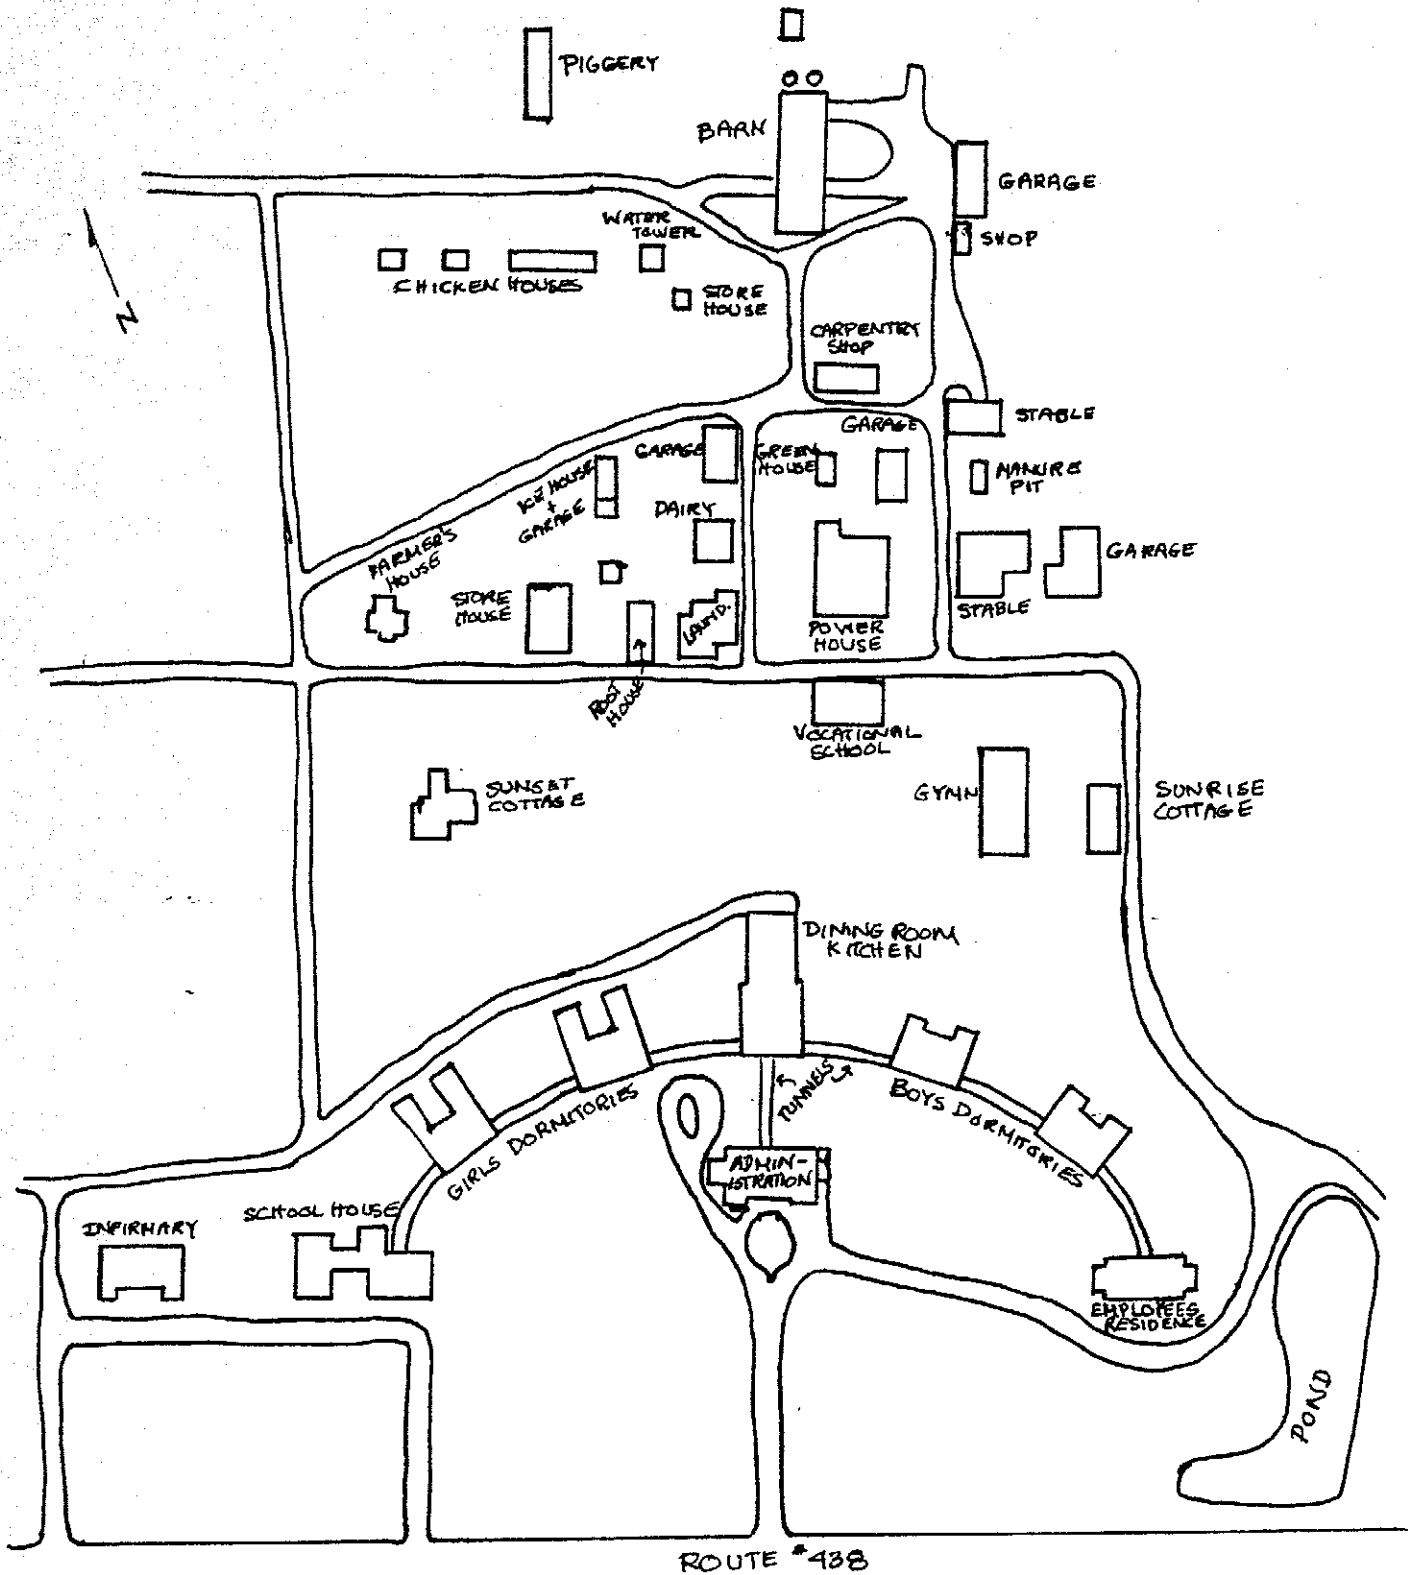 PIGGERY
BARN
GARAGE
SHOP
WATER
TOWER
CHICKEN HOUSES
STORE
HOUSE
N
CARPENTRY
SHOP
STABLE
GARAGE
GARAGE
GREEN
HOUSE
ICE HOUSE
+
GARAGE
MANURE
PIT
DAIRY
FARMER'S
HOUSE
GARAGE
STORE
HOUSE
LAUND.
STABLE
POWER
HOUSE
ROOT
HOUSE
VOCATIONAL
SCHOOL
SUNSET
COTTAGE
GYMN
SUNRISE
COTTAGE
DINING ROOM
KITCHEN
TUNNELS
GIRLS DORMITORIES
BOYS DORMITORIES
ADMIN-
ISTRATION
INFIRMARY
SCHOOL HOUSE
EMPLOYEES
RESIDENCE
POND
ROUTE #438